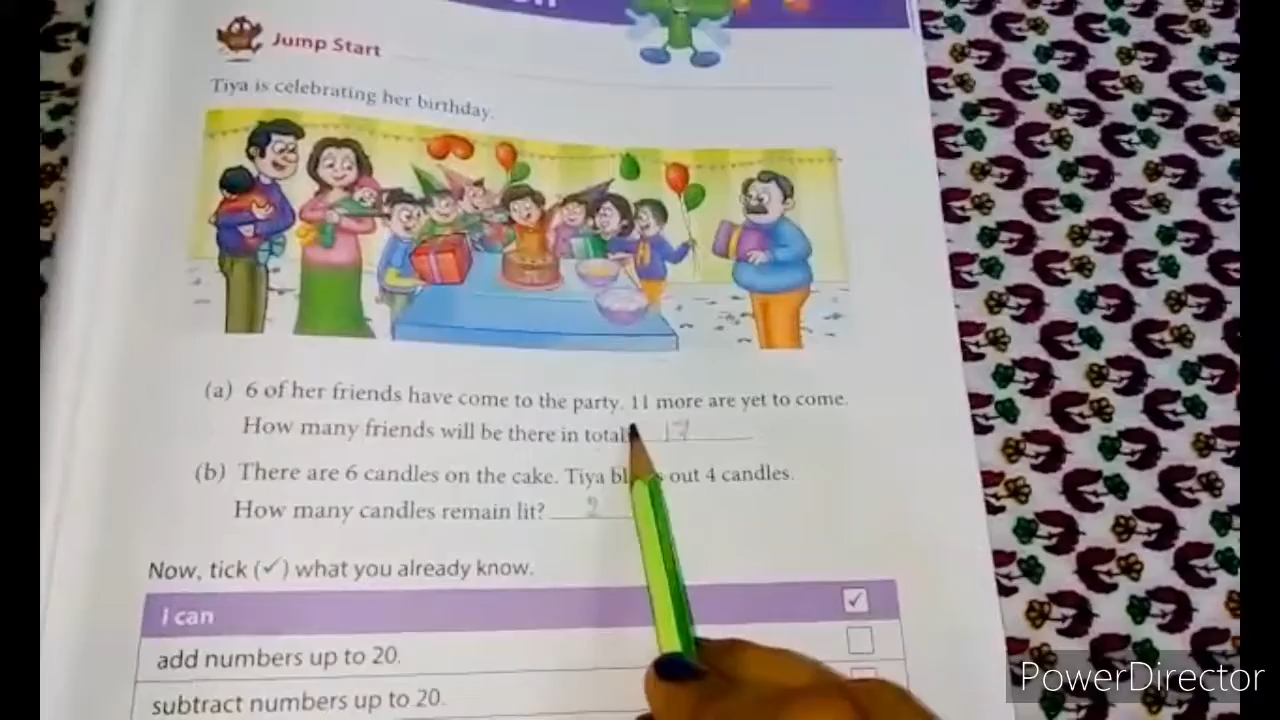 Jump Start
Tiya is celebrating her birthday.
(a) 6 of her friends have come to the party. 11 more are yet to come.
How many friends will be there in total 17
(b) There are 6 candles on the cake. Tiya out 4 candles.
How many candles remain lit? 2
Now, tick (✓) what you already know.
I can ✓
add numbers up to 20.
subtract numbers up to 20.
PowerDirector